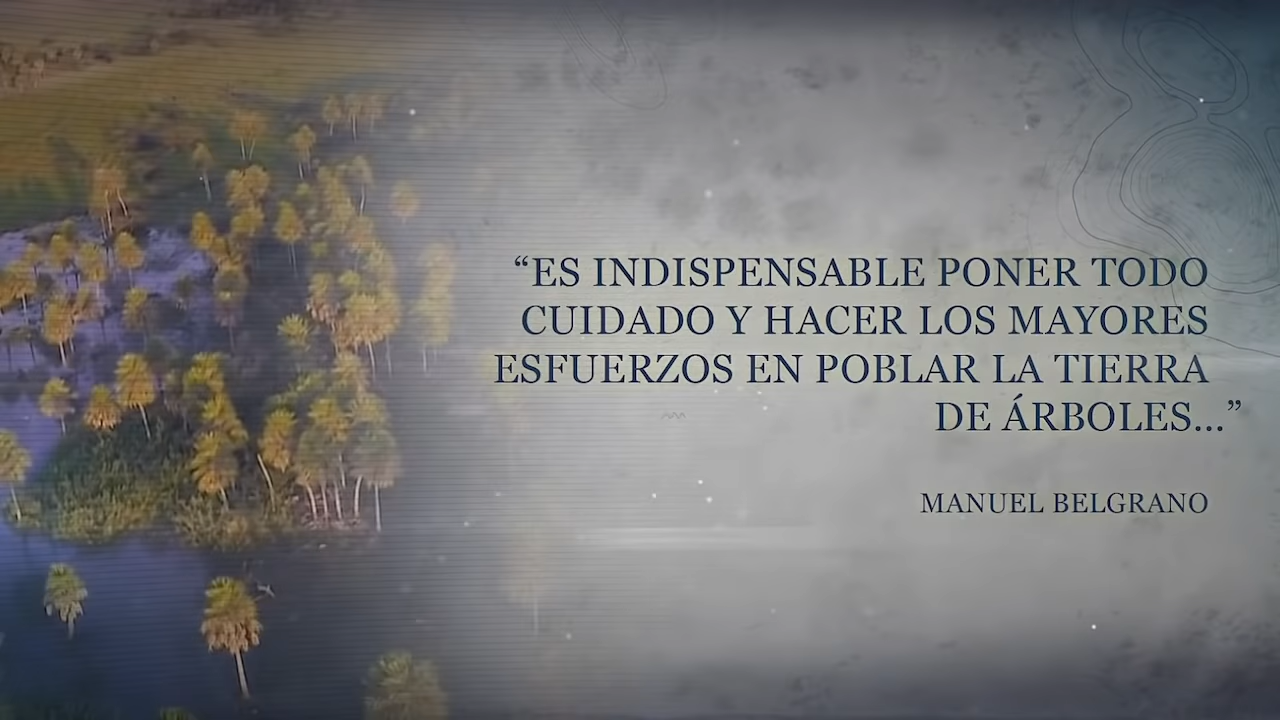 “ES INDISPENSABLE PONER TODO
CUIDADO Y HACER LOS MAYORES
ESFUERZOS EN POBLAR LA TIERRA
DE ÁRBOLES...”
MANUEL BELGRANO